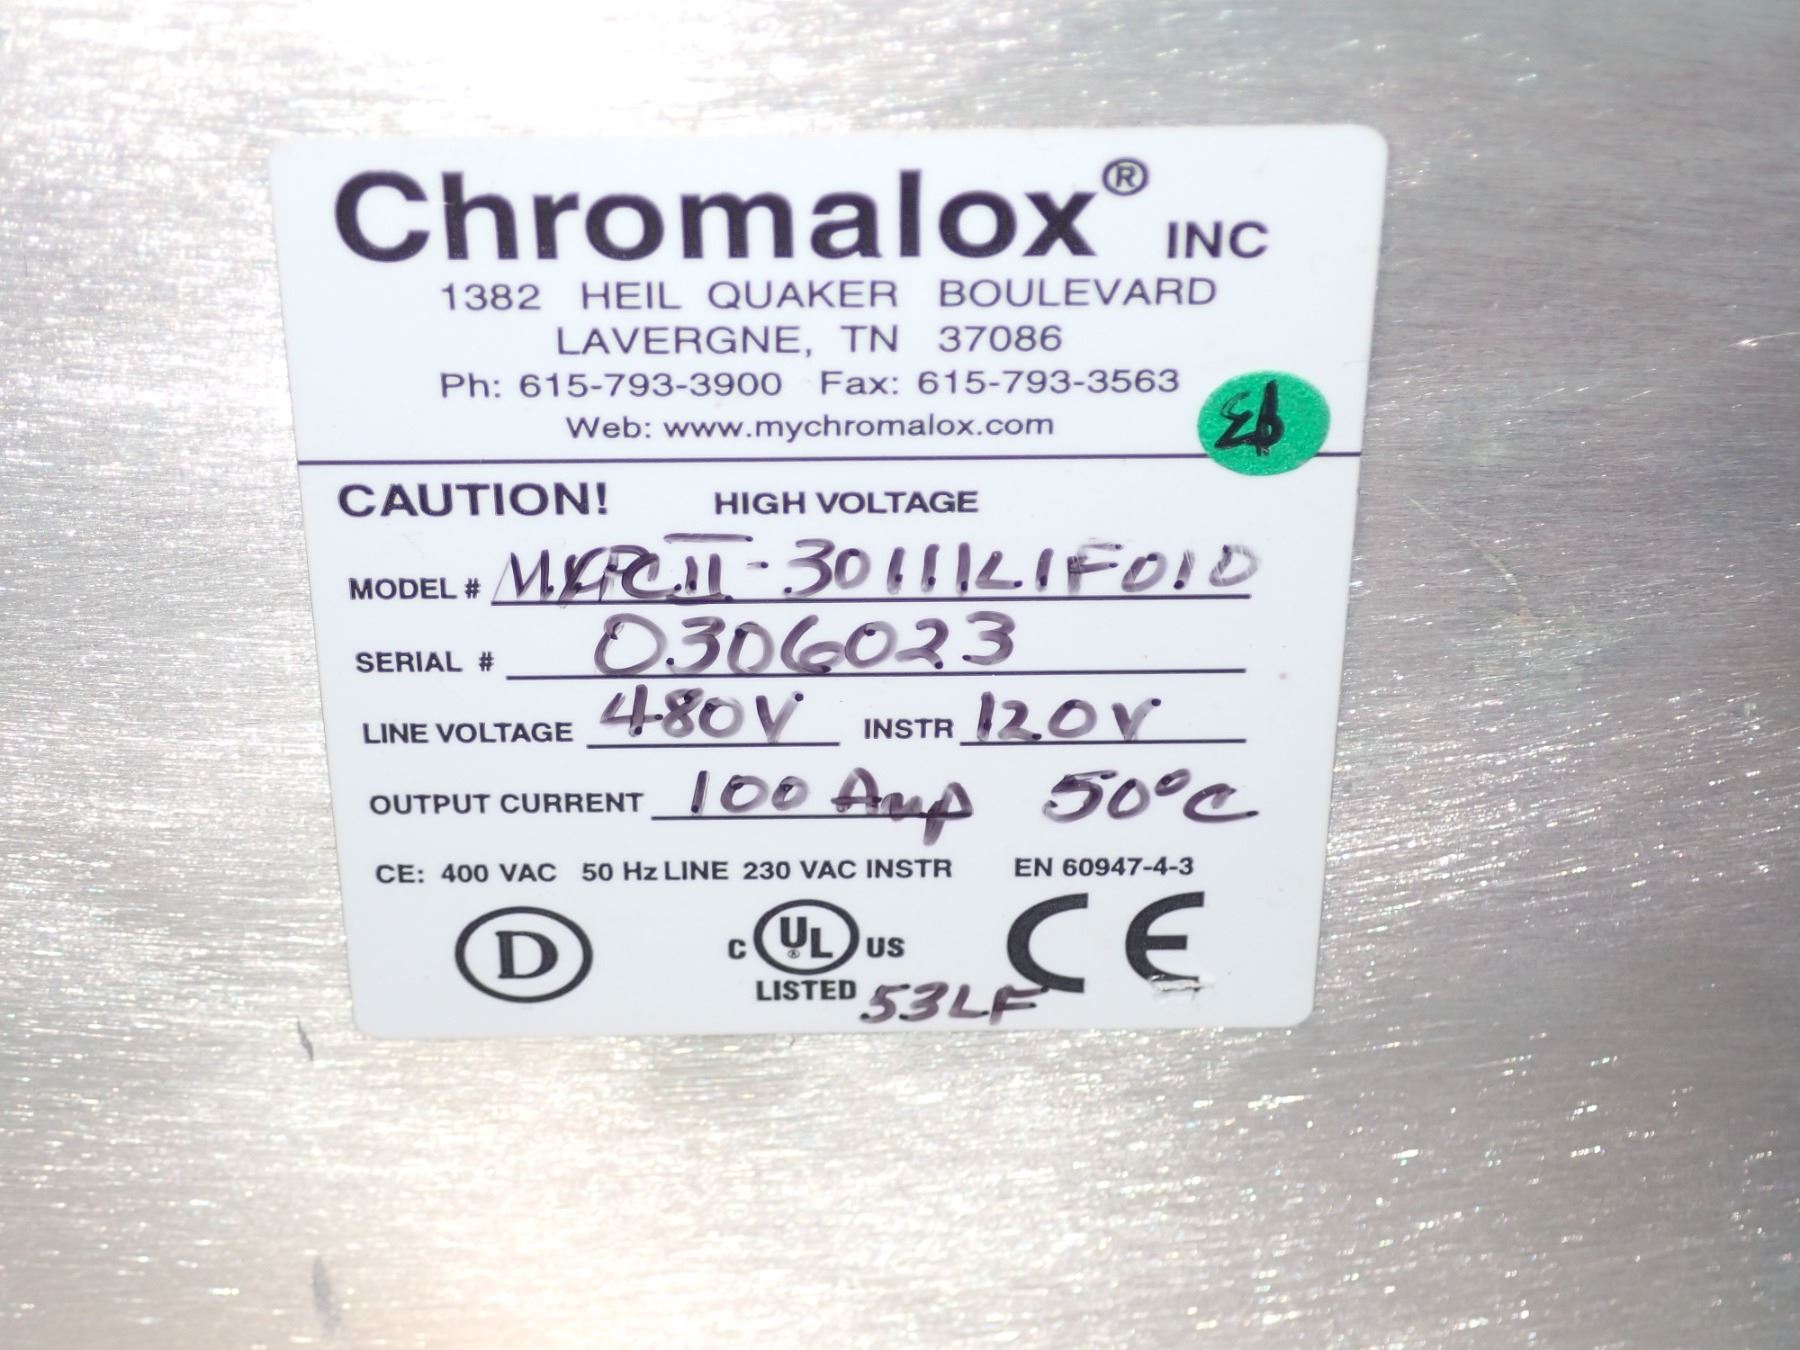 Chromalox® INC
1382 HEIL QUAKER BOULEVARD
LAVERGNE, TN 37086
Ph: 615-793-3900 Fax: 615-793-3563
Web: www.mychromalox.com
CAUTION! HIGH VOLTAGE
MODEL #
SERIAL # 0306023
LINE VOLTAGE 480V INSTR 120V
OUTPUT CURRENT 100 Amp 50°C
CE: 400 VAC 50 Hz LINE 230 VAC INSTR EN 60947-4-3
D C UL® US CE
LISTED 53LF